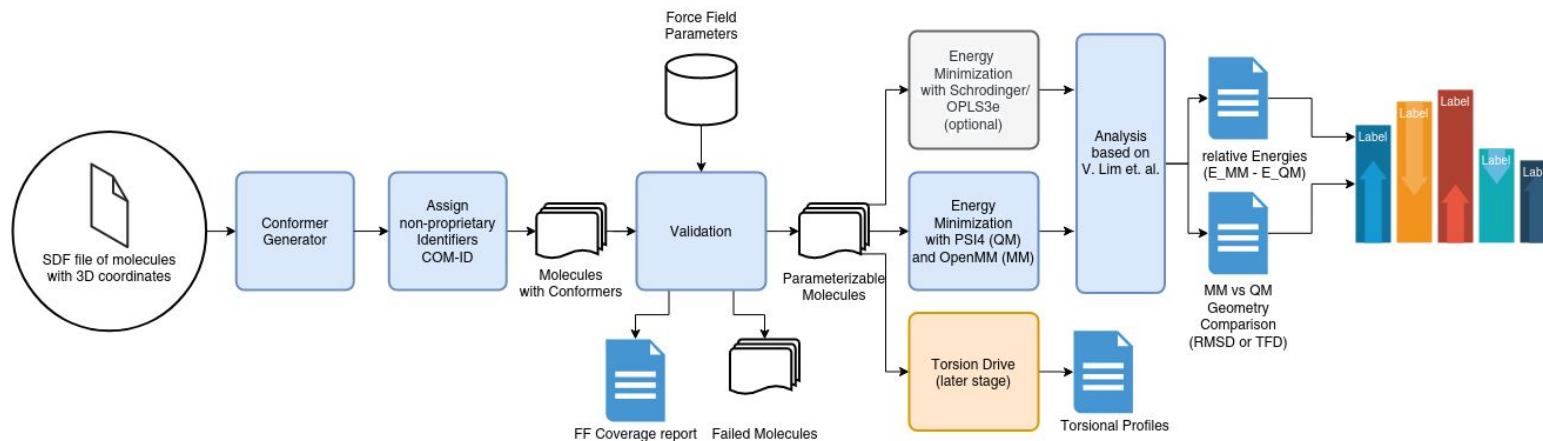 SDF file of molecules
with 3D coordinates
Conformer
Generator
Assign
non-proprietary
Identifiers
COM-ID
Molecules
with Conformers
Force Field
Parameters
Validation
FF Coverage report
Failed Molecules
Parameterizable
Molecules
Energy
Minimization
with Schrodinger/
OPLS3e
(optional)
Energy
Minimization
with PSI4 (QM)
and OpenMM (MM)
Torsion Drive
(later stage)
Torsional Profiles
Analysis
based on
V. Lim et. al.
relative Energies
(E_MM - E_QM)
MM vs QM
Geometry
Comparison
(RMSD or TFD)
Label
Label
Label
Label
Lab